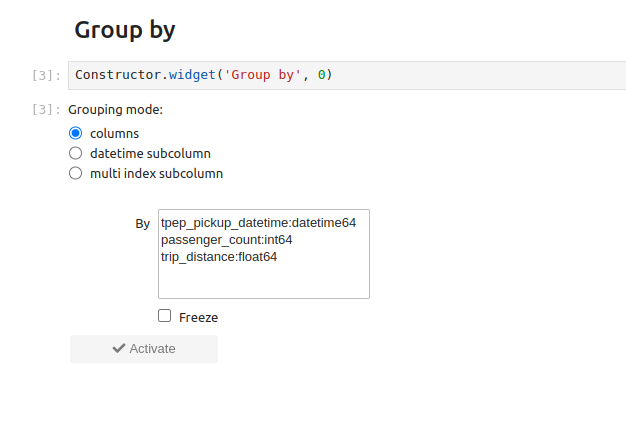 Group by
[3]: Constructor.widget('Group by', 0)
[3]: Grouping mode:
columns
datetime subcolumn
multi index subcolumn
By tpep_pickup_datetime:datetime64
passenger_count:int64
trip_distance:float64
Freeze
Activate